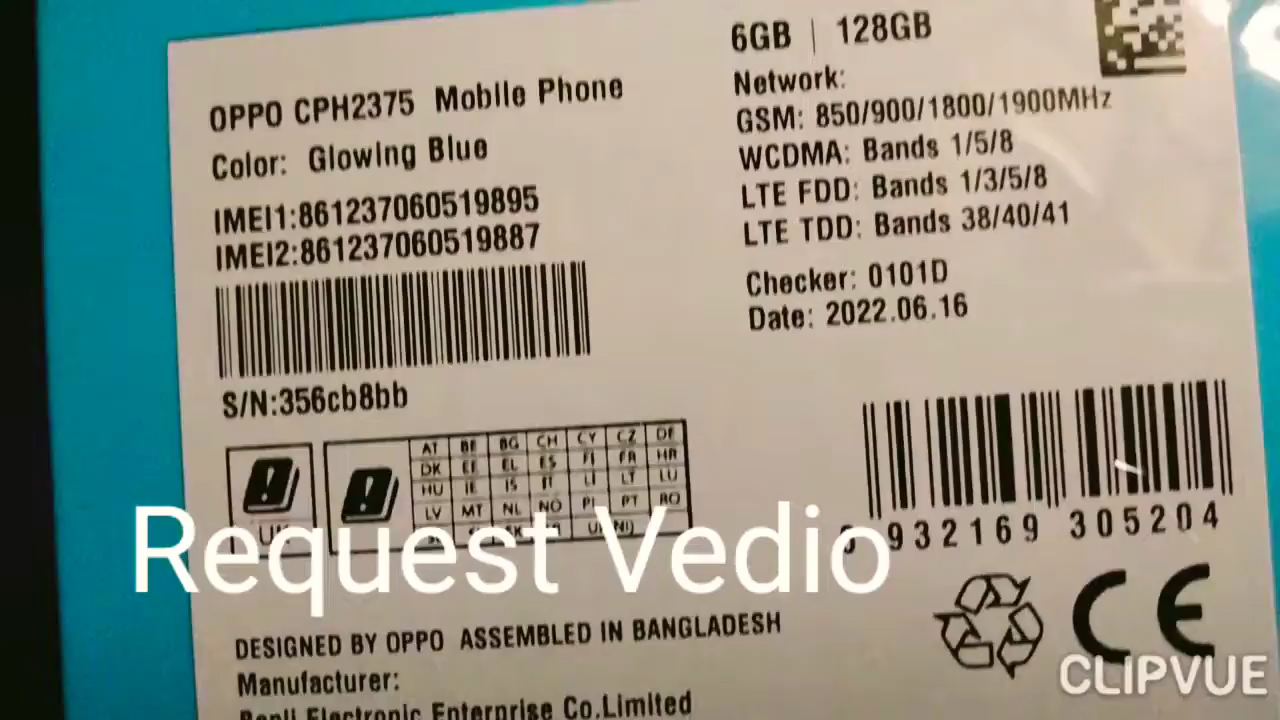 OPPO CPH2375 Mobile Phone
Color: Glowing Blue
IMEI1:861237060519895
IMEI2:861237060519887
S/N:356cb8bb
6GB | 128GB
Network:
GSM: 850/900/1800/1900MHz
WCDMA: Bands 1/5/8
LTE FDD: Bands 1/3/5/8
LTE TDD: Bands 38/40/41
Checker: 0101D
Date: 2022.06.16
AT BE BG CH CY CZ DE
DK EE EL ES FI FR HR
HU IE IS IT LI LT LU
LV MT NL NO PL PT RO
932169 305204
Request Vedio
CE
DESIGNED BY OPPO ASSEMBLED IN BANGLADESH
Manufacturer:
Electronic Enterprise Co.Limited
CLIPVUE